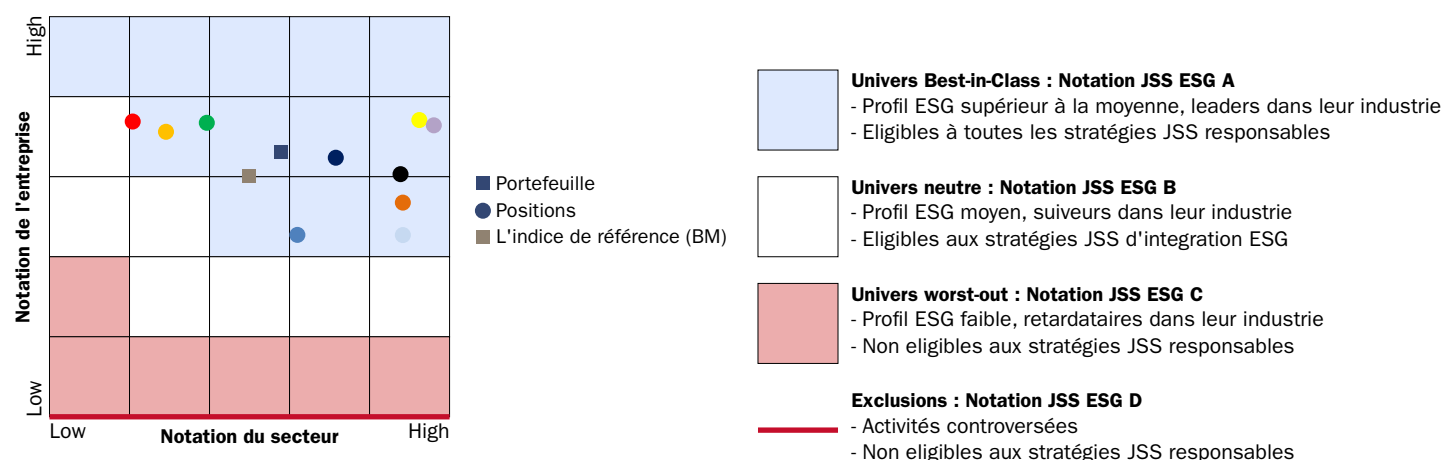 High
Notation de l'entreprise
Low
Low
Notation du secteur
High
Portefeuille
Positions
L'indice de référence (BM)
Univers Best-in-Class : Notation JSS ESG A
- Profil ESG supérieur à la moyenne, leaders dans leur industrie
- Eligibles à toutes les stratégies JSS responsables
Univers neutre : Notation JSS ESG B
- Profil ESG moyen, suiveurs dans leur industrie
- Eligibles aux stratégies JSS d'integration ESG
Univers worst-out : Notation JSS ESG C
- Profil ESG faible, retardataires dans leur industrie
- Non eligibles aux stratégies JSS responsables
Exclusions : Notation JSS ESG D
- Activités controversées
- Non eligibles aux stratégies JSS responsables